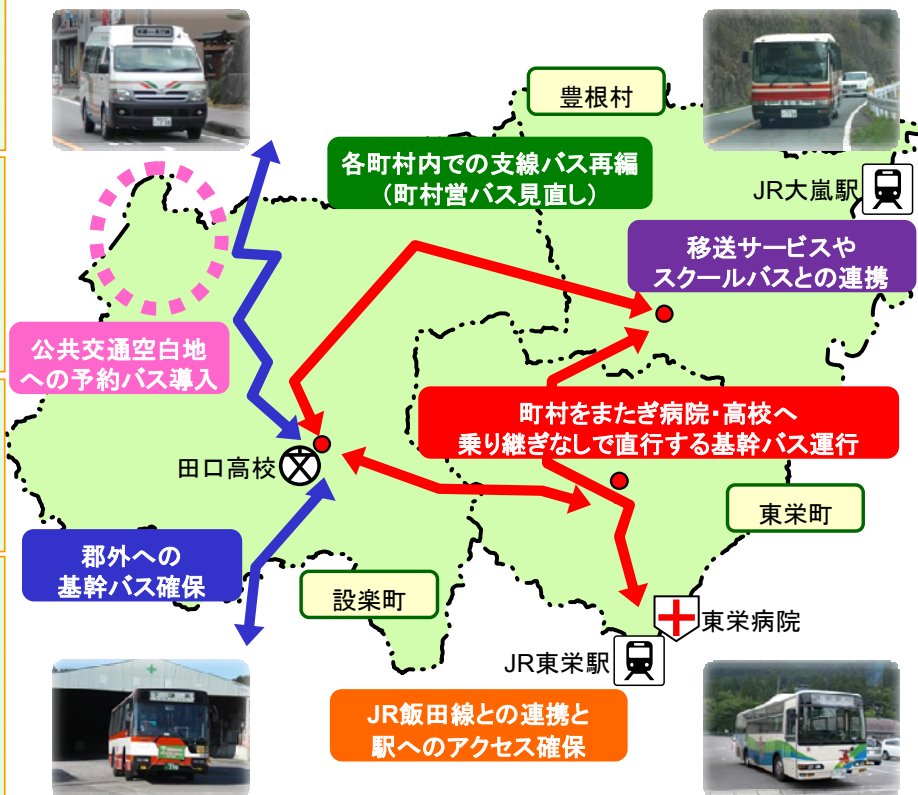 豊根村
各町村内での支線バス再編
（町村営バス見直し）
JR大嵐駅
移送サービスや
スクールバスとの連携
公共交通空白地
への予約バス導入
町村をまたぎ病院・高校へ
乗り継ぎなしで直行する基幹バス運行
田口高校
東栄町
郡外への
基幹バス確保
設楽町
東栄病院
JR東栄駅
JR飯田線との連携と
駅へのアクセス確保